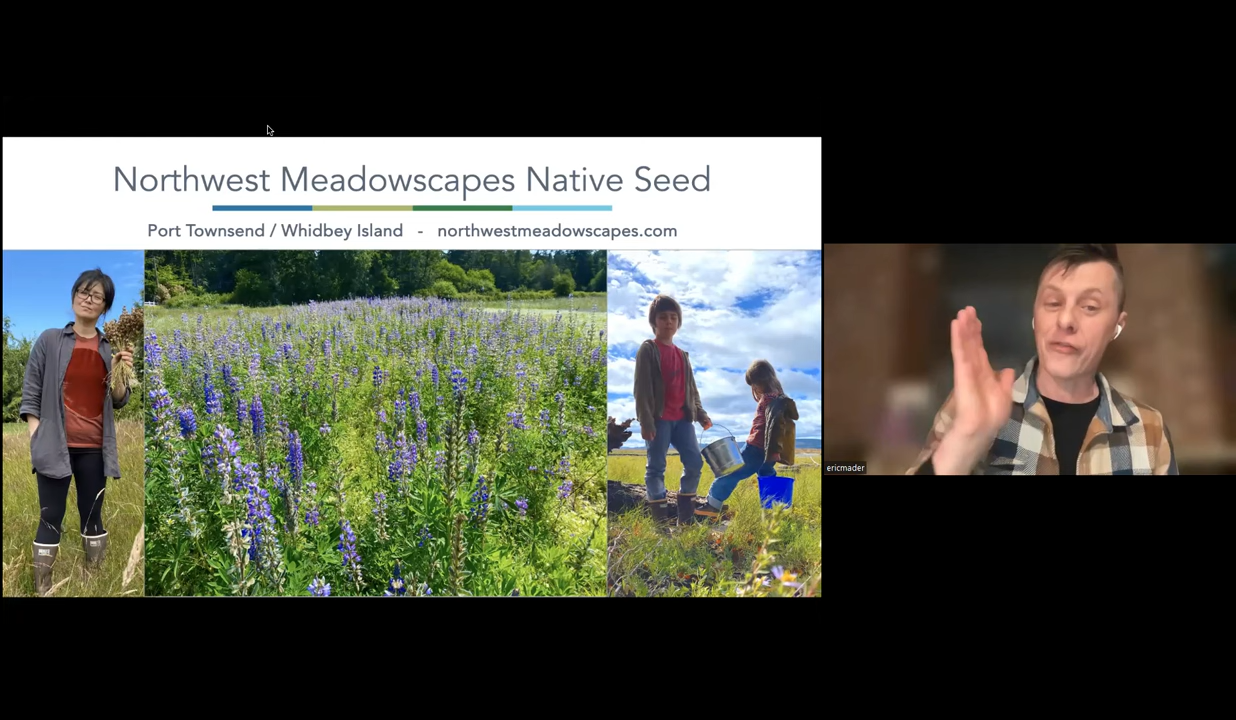 Northwest Meadowscapes Native Seed
Port Townsend / Whidbey Island - northwestmeadowscapes.com
ericmader